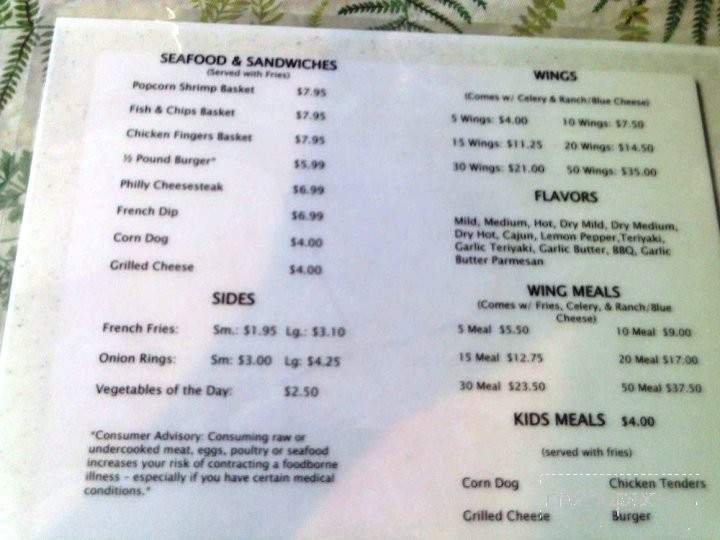 SEAFOOD & SANDWICHES
(Served with Fries)
Popcorn Shrimp Basket $7.95
Fish & Chips Basket $7.95
Chicken Fingers Basket $7.95
½ Pound Burger* $5.99
Philly Cheesesteak $6.99
French Dip $6.99
Corn Dog $4.00
Grilled Cheese $4.00
SIDES
French Fries: Sm.: $1.95 Lg.: $3.10
Onion Rings: Sm: $3.00 Lg: $4.25
Vegetables of the Day: $2.50
"Consumer Advisory: Consuming raw or
undercooked meat, eggs, poultry or seafood
increases your risk of contracting a foodborne
illness - especially if you have certain medical
conditions."
WINGS
(Comes w/ Celery & Ranch/Blue Cheese)
5 Wings: $4.00 10 Wings: $7.50
15 Wings: $11.25 20 Wings: $14.50
30 Wings: $21.00 50 Wings: $35.00
FLAVORS
Mild, Medium, Hot, Dry Mild, Dry Medium,
Dry Hot, Cajun, Lemon Pepper,Teriyaki,
Garlic Teriyaki, Garlic Butter, BBQ, Garlic
Butter Parmesan
WING MEALS
(Comes w/ Fries, Celery, & Ranch/Blue
Cheese)
5 Meal $5.50 10 Meal $9.00
15 Meal $12.75 20 Meal $17.00
30 Meal $23.50 50 Meal $37.50
KIDS MEALS $4.00
(served with fries)
Corn Dog Chicken Tenders
Grilled Cheese Burger